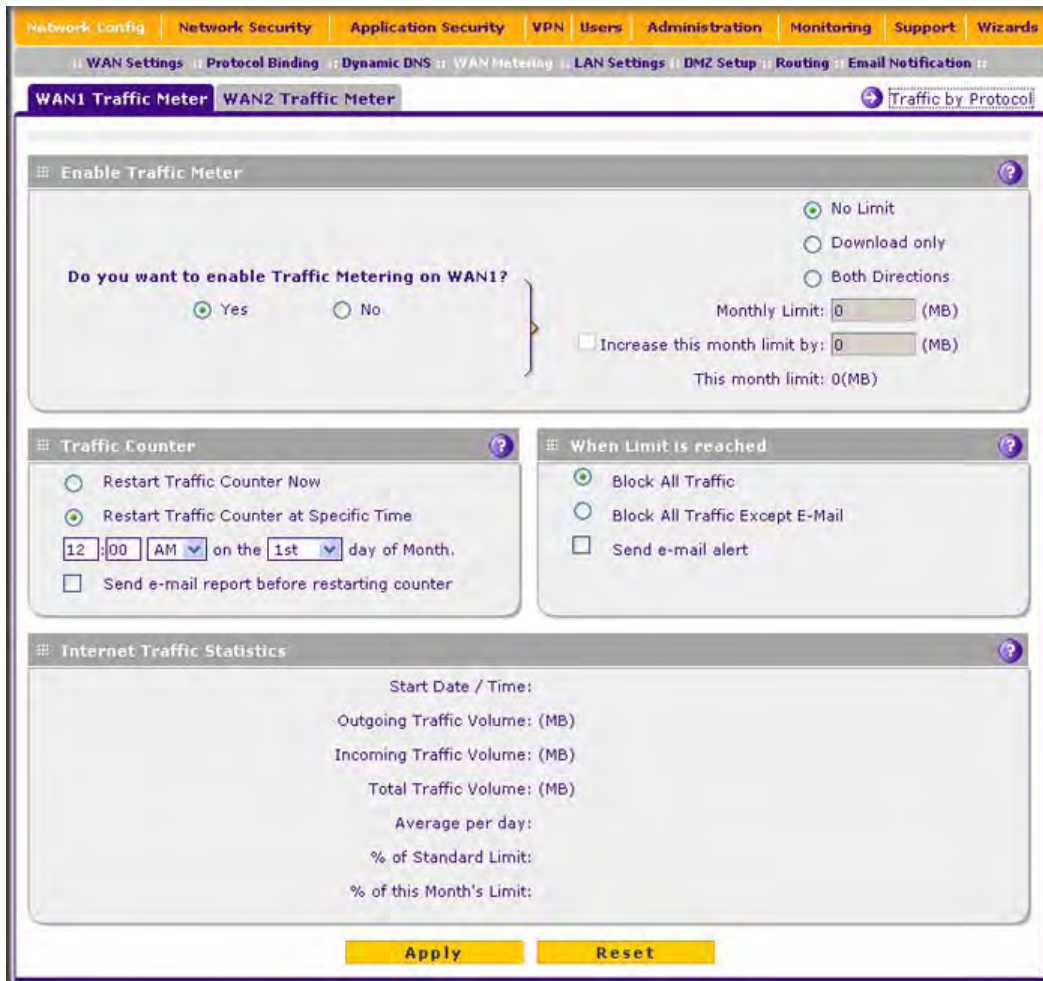 Network Config Network Security Application Security VPN Users Administration Monitoring Support Wizards
:: WAN Settings :: Protocol Binding :: Dynamic DNS :: WAN Metering :: LAN Settings :: DMZ Setup :: Routing :: Email Notification ::
WAN1 Traffic Meter WAN2 Traffic Meter Traffic by Protocol
Enable Traffic Meter ?
No Limit
Download only
Do you want to enable Traffic Metering on WAN1? Both Directions
Yes No Monthly Limit: 0 (MB)
Increase this month limit by: 0 (MB)
This month limit: 0(MB)
Traffic Counter ?
Restart Traffic Counter Now
Restart Traffic Counter at Specific Time
12 :00 AM on the 1st day of Month.
Send e-mail report before restarting counter
When Limit is reached ?
Block All Traffic
Block All Traffic Except E-Mail
Send e-mail alert
Internet Traffic Statistics ?
Start Date / Time:
Outgoing Traffic Volume: (MB)
Incoming Traffic Volume: (MB)
Total Traffic Volume: (MB)
Average per day:
% of Standard Limit:
% of this Month's Limit:
Apply Reset